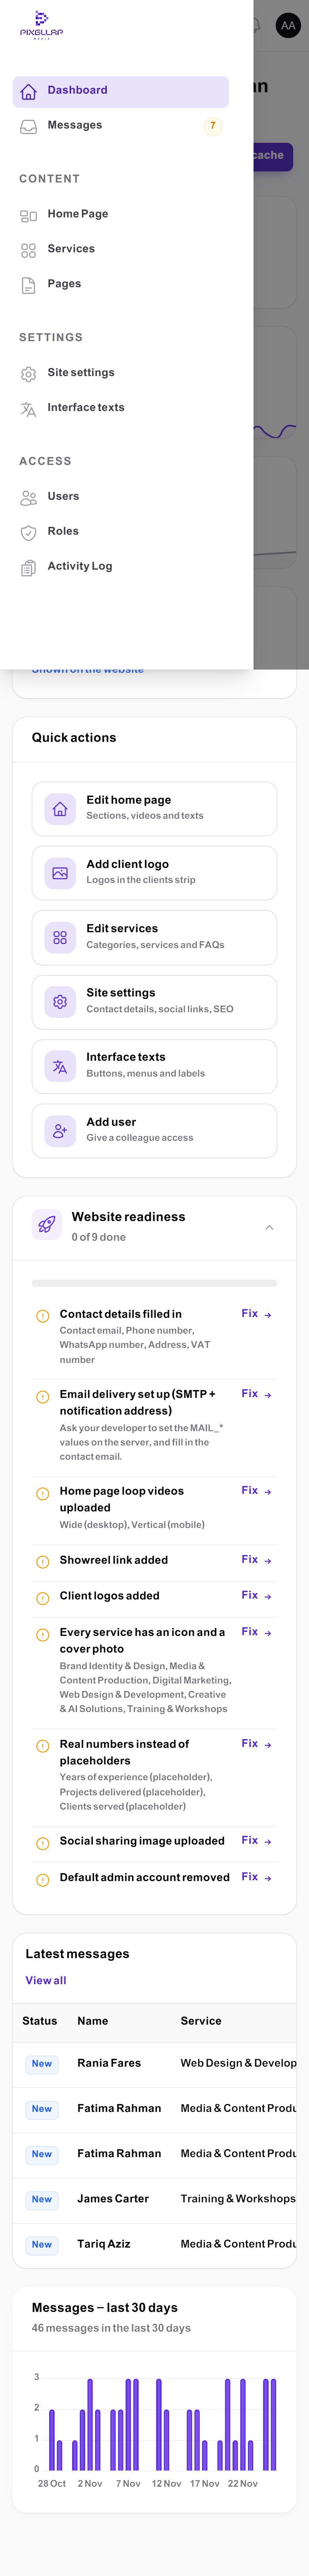 PIXELLAP
MEDIA
AA
Dashboard
Messages
7
cache
CONTENT
Home Page
Services
Pages
SETTINGS
Site settings
Interface texts
ACCESS
Users
Roles
Activity Log
Shown on the website
Quick actions
Edit home page
Sections, videos and texts
Add client logo
Logos in the clients strip
Edit services
Categories, services and FAQs
Site settings
Contact details, social links, SEO
Interface texts
Buttons, menus and labels
Add user
Give a colleague access
Website readiness
0 of 9 done
Contact details filled in
Fix →
Contact email, Phone number,
WhatsApp number, Address, VAT
number
Email delivery set up (SMTP +
Fix →
notification address)
Ask your developer to set the MAIL_*
values on the server, and fill in the
contact email.
Home page loop videos
Fix →
uploaded
Wide (desktop), Vertical (mobile)
Showreel link added
Fix →
Client logos added
Fix →
Every service has an icon and a
Fix →
cover photo
Brand Identity & Design, Media &
Content Production, Digital Marketing,
Web Design & Development, Creative
& AI Solutions, Training & Workshops
Real numbers instead of
Fix →
placeholders
Years of experience (placeholder),
Projects delivered (placeholder),
Clients served (placeholder)
Social sharing image uploaded
Fix →
Default admin account removed
Fix →
Latest messages
View all
Status Name Service
New Rania Fares Web Design & Develop
New Fatima Rahman Media & Content Produ
New Fatima Rahman Media & Content Produ
New James Carter Training & Workshops
New Tariq Aziz Media & Content Produ
Messages – last 30 days
46 messages in the last 30 days
3
2
1
0
28 Oct 2 Nov 7 Nov 12 Nov 17 Nov 22 Nov